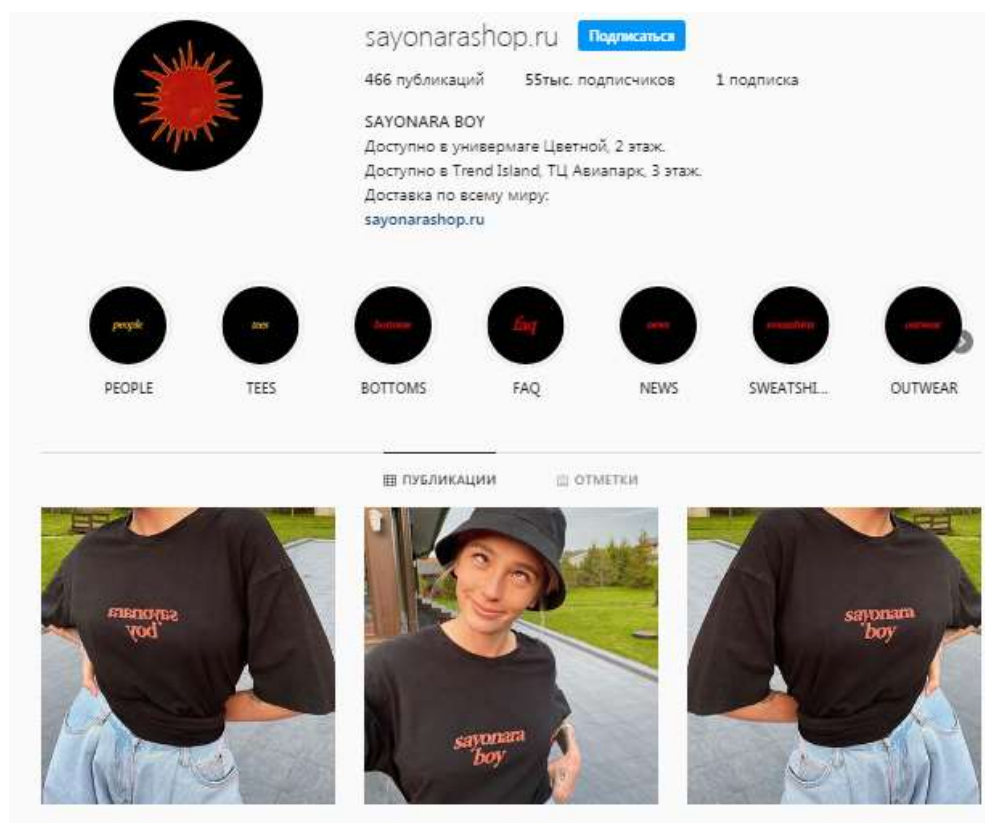 sayonarashop.ru Подписаться
466 публикаций 55тыс. подписчиков 1 подписка
SAYONARA BOY
Доступно в универмаге Цветной, 2 этаж.
Доступно в Trend Island, ТЦ Авиапарк, 3 этаж.
Доставка по всему миру:
sayonarashop.ru
people tees bottoms faq news sweatshirts outwear
PEOPLE TEES BOTTOMS FAQ NEWS SWEATSHI... OUTWEAR
ПУБЛИКАЦИИ ОТМЕТКИ
sayonara
boy
sayonara
boy
sayonara
boy